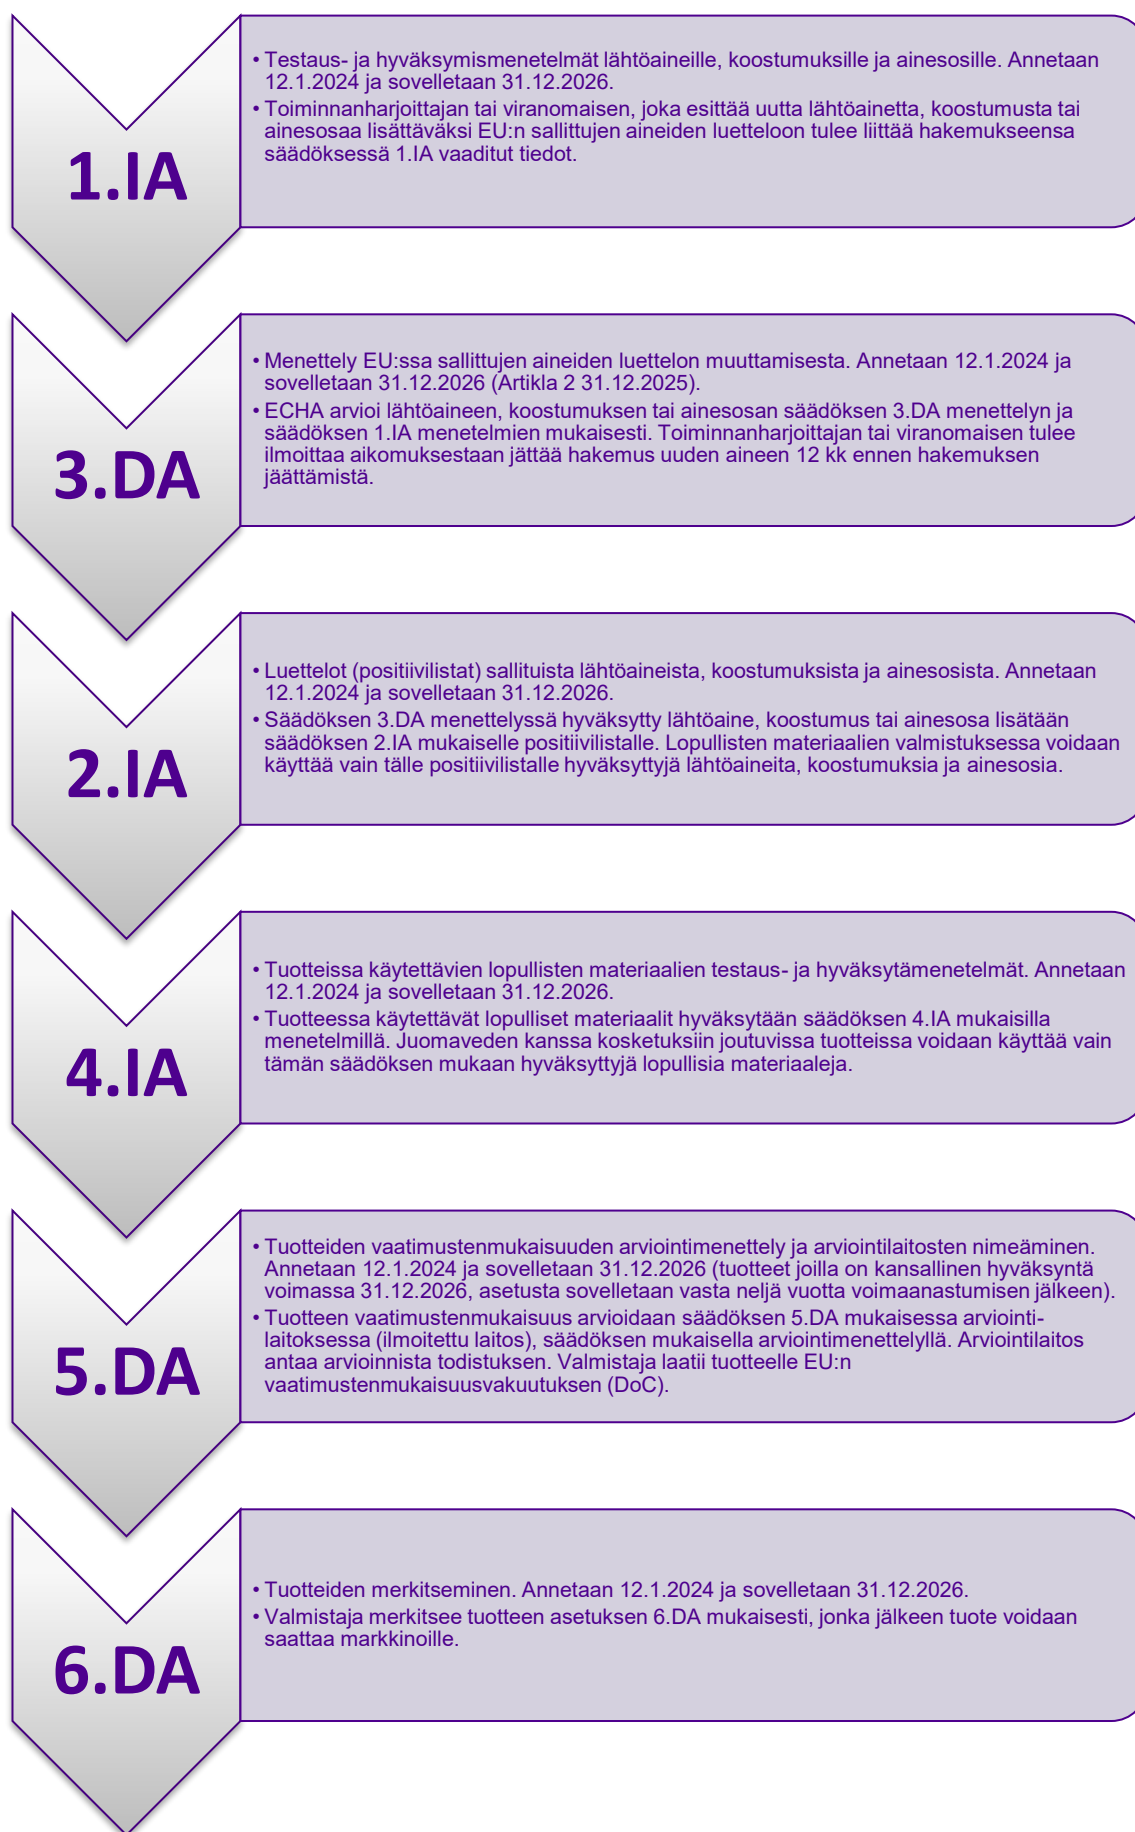 1.IA
• Testaus- ja hyväksymismenetelmät lähtöaineille, koostumuksille ja ainesosille. Annetaan
12.1.2024 ja sovelletaan 31.12.2026.
• Toiminnanharjoittajan tai viranomaisen, joka esittää uutta lähtöainetta, koostumusta tai
ainesosaa lisättäväksi EU:n sallittujen aineiden luetteloon tulee liittää hakemukseensa
säädöksessä 1.IA vaaditut tiedot.
3.DA
• Menettely EU:ssa sallittujen aineiden luettelon muuttamisesta. Annetaan 12.1.2024 ja
sovelletaan 31.12.2026 (Artikla 2 31.12.2025).
• ECHA arvioi lähtöaineen, koostumuksen tai ainesosan säädöksen 3.DA menettelyn ja
säädöksen 1.IA menetelmien mukaisesti. Toiminnanharjoittajan tai viranomaisen tulee
ilmoittaa aikomuksestaan jättää hakemus uuden aineen 12 kk ennen hakemuksen
jäättämistä.
2.IA
• Luettelot (positiivilistat) sallituista lähtöaineista, koostumuksista ja ainesosista. Annetaan
12.1.2024 ja sovelletaan 31.12.2026.
• Säädöksen 3.DA menettelyssä hyväksytty lähtöaine, koostumus tai ainesosa lisätään
säädöksen 2.IA mukaiselle positiivilistalle. Lopullisten materiaalien valmistuksessa voidaan
käyttää vain tälle positiivilistalle hyväksyttyjä lähtöaineita, koostumuksia ja ainesosia.
4.IA
• Tuotteissa käytettävien lopullisten materiaalien testaus- ja hyväksytämenetelmät. Annetaan
12.1.2024 ja sovelletaan 31.12.2026.
• Tuotteessa käytettävät lopulliset materiaalit hyväksytään säädöksen 4.IA mukaisilla
menetelmillä. Juomaveden kanssa kosketuksiin joutuvissa tuotteissa voidaan käyttää vain
tämän säädöksen mukaan hyväksyttyjä lopullisia materiaaleja.
5.DA
• Tuotteiden vaatimustenmukaisuuden arviointimenettely ja arviointilaitosten nimeäminen.
Annetaan 12.1.2024 ja sovelletaan 31.12.2026 (tuotteet joilla on kansallinen hyväksyntä
voimassa 31.12.2026, asetusta sovelletaan vasta neljä vuotta voimaanastumisen jälkeen).
• Tuotteen vaatimustenmukaisuus arvioidaan säädöksen 5.DA mukaisessa arviointi-
laitoksessa (ilmoitettu laitos), säädöksen mukaisella arviointimenettelyllä. Arviointilaitos
antaa arvioinnista todistuksen. Valmistaja laatii tuotteelle EU:n
vaatimustenmukaisuusvakuutuksen (DoC).
6.DA
• Tuotteiden merkitseminen. Annetaan 12.1.2024 ja sovelletaan 31.12.2026.
• Valmistaja merkitsee tuotteen asetuksen 6.DA mukaisesti, jonka jälkeen tuote voidaan
saattaa markkinoille.